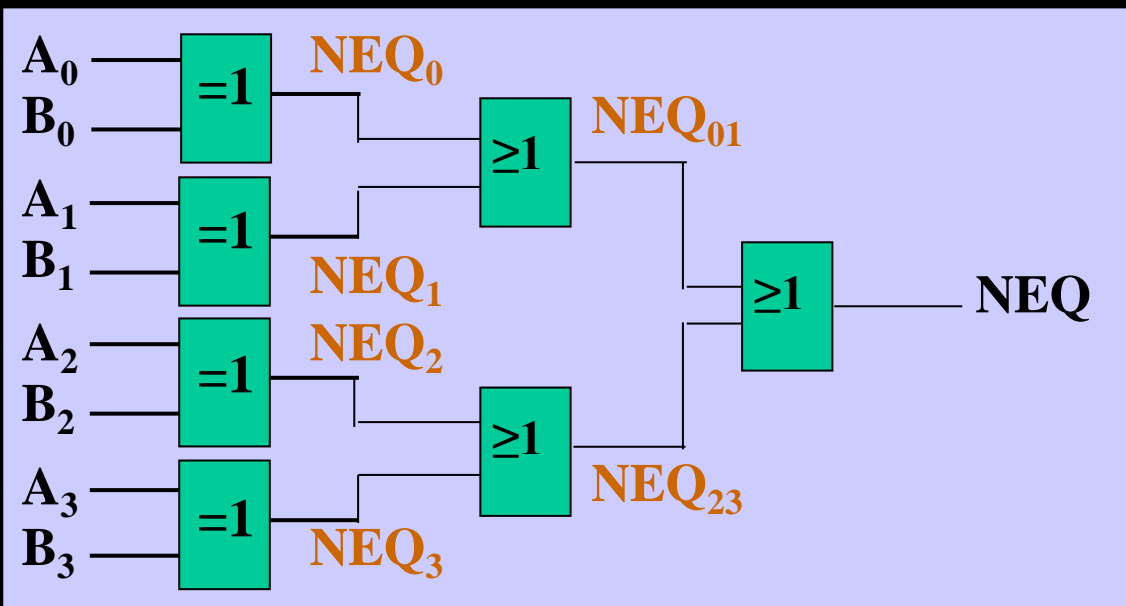 A0
=1
NEQ0
B0
≥1
NEQ01
A1
=1
B1
NEQ1
≥1
NEQ
A2
=1
NEQ2
B2
≥1
A3
=1
NEQ23
B3
NEQ3